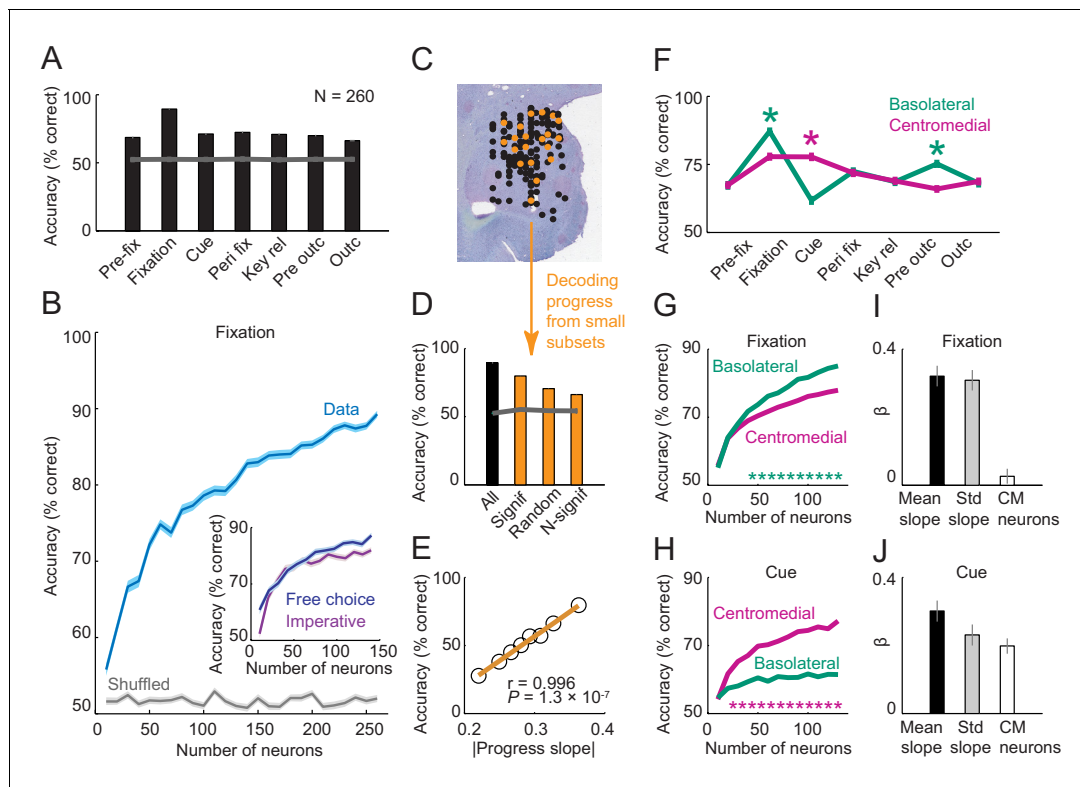 A
N = 260
Accuracy (% correct)
100
50
0
Pre-fix
Fixation
Cue
Peri fix
Key rel
Pre outc
Outc
B
Fixation
Accuracy (% correct)
100
90
80
70
60
50
Data
Shuffled
0
50
100
150
200
250
Number of neurons
Accuracy (% correct)
90
70
50
Free choice
Imperative
0
50
100
150
Number of neurons
C
Decoding
progress
from small
subsets
D
Accuracy (% correct)
100
50
0
All
Signif
Random
N-signif
E
Accuracy (% correct)
100
50
0
r = 0.996
P = 1.3 × 10-7
0.2
0.3
0.4
|Progress slope|
F
Accuracy (% correct)
100
75
50
Basolateral
Centromedial
*
*
*
Pre-fix
Fixation
Cue
Peri fix
Key rel
Pre outc
Outc
G
Fixation
Accuracy (% correct)
90
70
50
Basolateral
Centromedial
**********
0
50
100
Number of neurons
H
Cue
Accuracy (% correct)
90
70
50
Centromedial
Basolateral
************
0
50
100
Number of neurons
I
Fixation
β
0.4
0
Mean
slope
Std
slope
CM
neurons
J
Cue
β
0.4
0
Mean
slope
Std
slope
CM
neurons